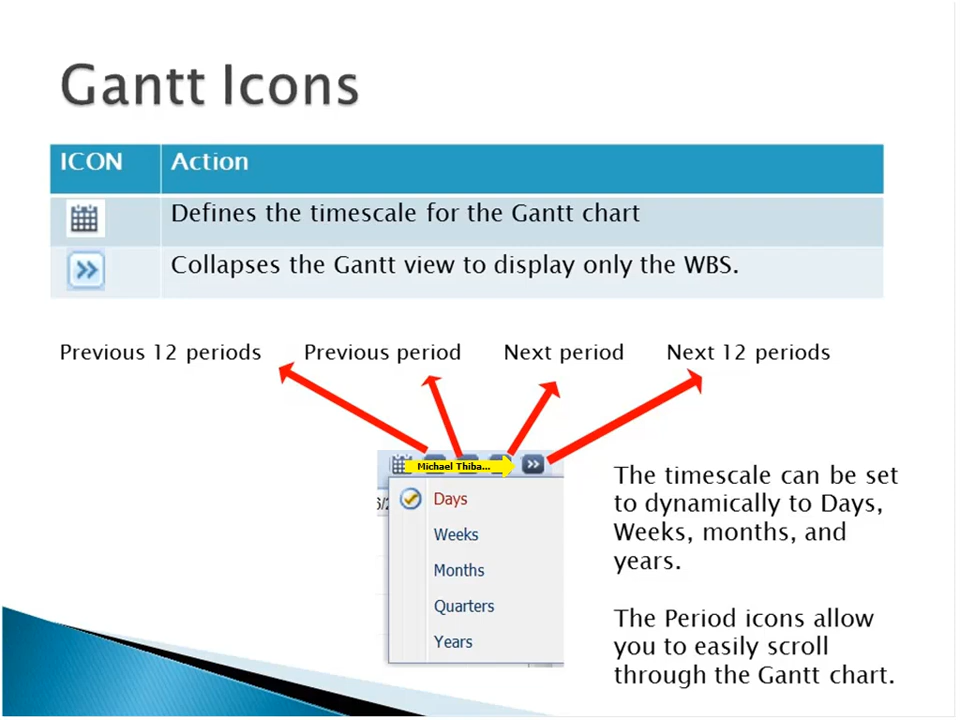 Gantt Icons
ICON Action
Defines the timescale for the Gantt chart
Collapses the Gantt view to display only the WBS.
Previous 12 periods Previous period Next period Next 12 periods
Michael Thiba...
Days
Weeks
Months
Quarters
Years
The timescale can be set
to dynamically to Days,
Weeks, months, and
years.
The Period icons allow
you to easily scroll
through the Gantt chart.